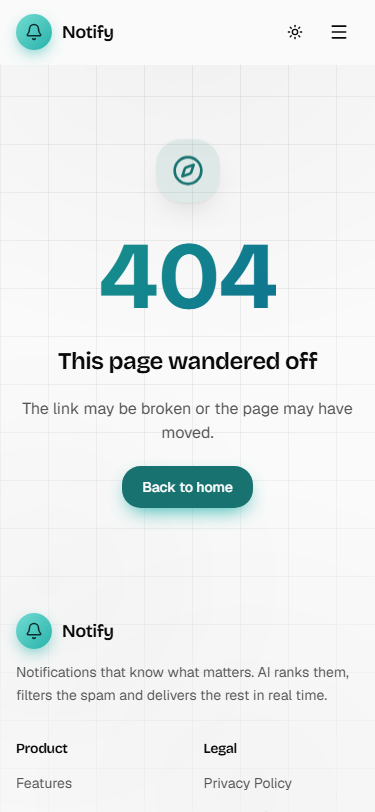 Notify
404
This page wandered off
The link may be broken or the page may have
moved.
Back to home
Notify
Notifications that know what matters. AI ranks them,
filters the spam and delivers the rest in real time.
Product
Legal
Features
Privacy Policy